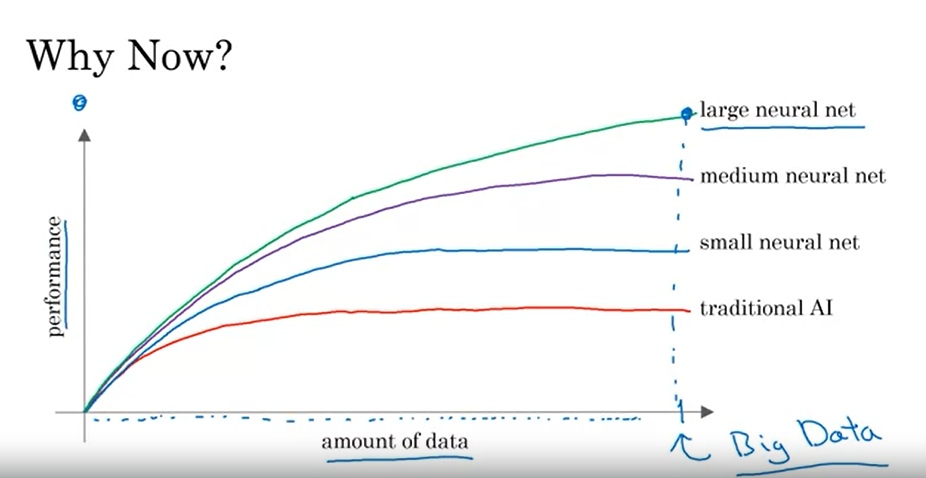 Why Now?
large neural net
medium neural net
small neural net
traditional AI
performance
amount of data
Big Data